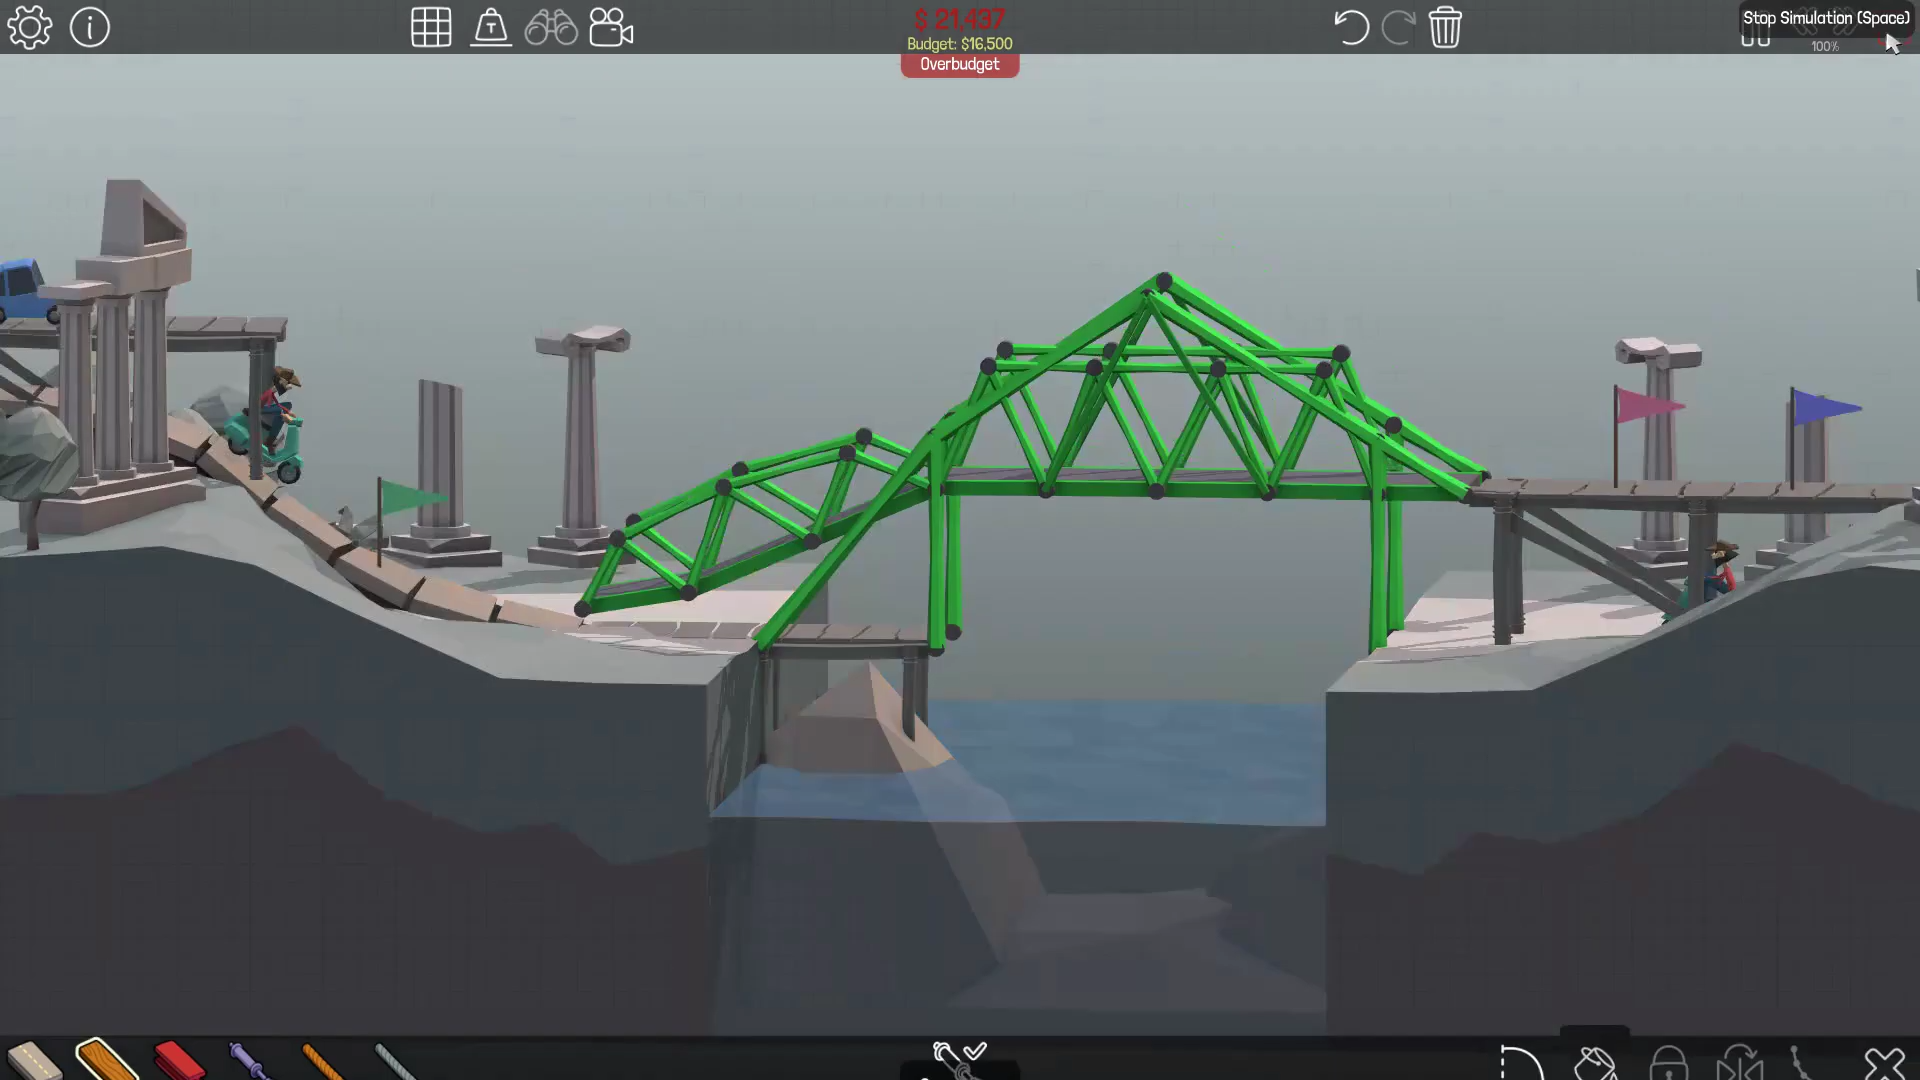 $ 21,437
Budget: $16,500
Overbudget
Stop Simulation (Space)
100%